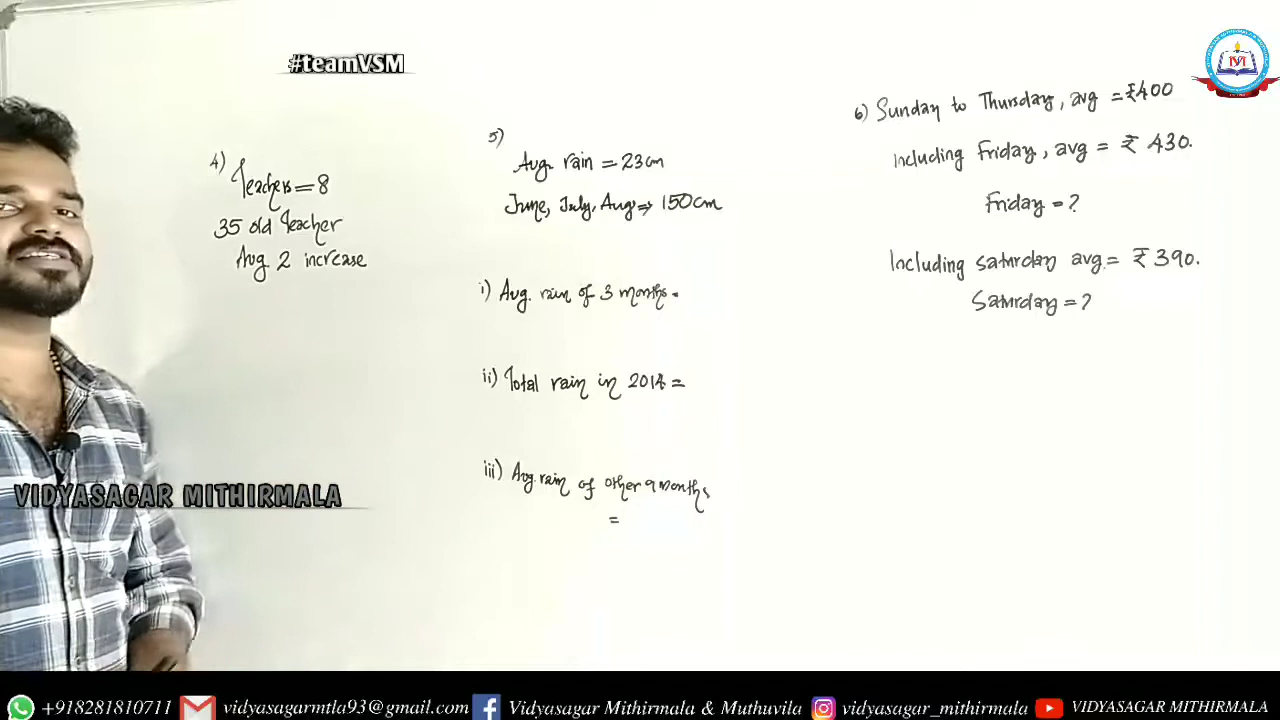 #teamVSM
4) Teachers = 8
35 old Teacher
Avg 2 increase
5)
Avg. rain = 23cm
June, July, Aug ⇒ 150cm
i) Avg. rain of 3 months =
ii) Total rain in 2014 =
iii) Avg. rain of other 9 months
=
6) Sunday to Thursday, avg = ₹400
Including Friday, avg = ₹ 430.
Friday = ?
Including Saturday avg. = ₹ 390.
Saturday = ?
VIDYASAGAR MITHIRMALA
+918281810711 vidyasagarmtla93@gmail.com Vidyasagar Mithirmala & Muthuvila vidyasagar_mithirmala VIDYASAGAR MITHIRMALA